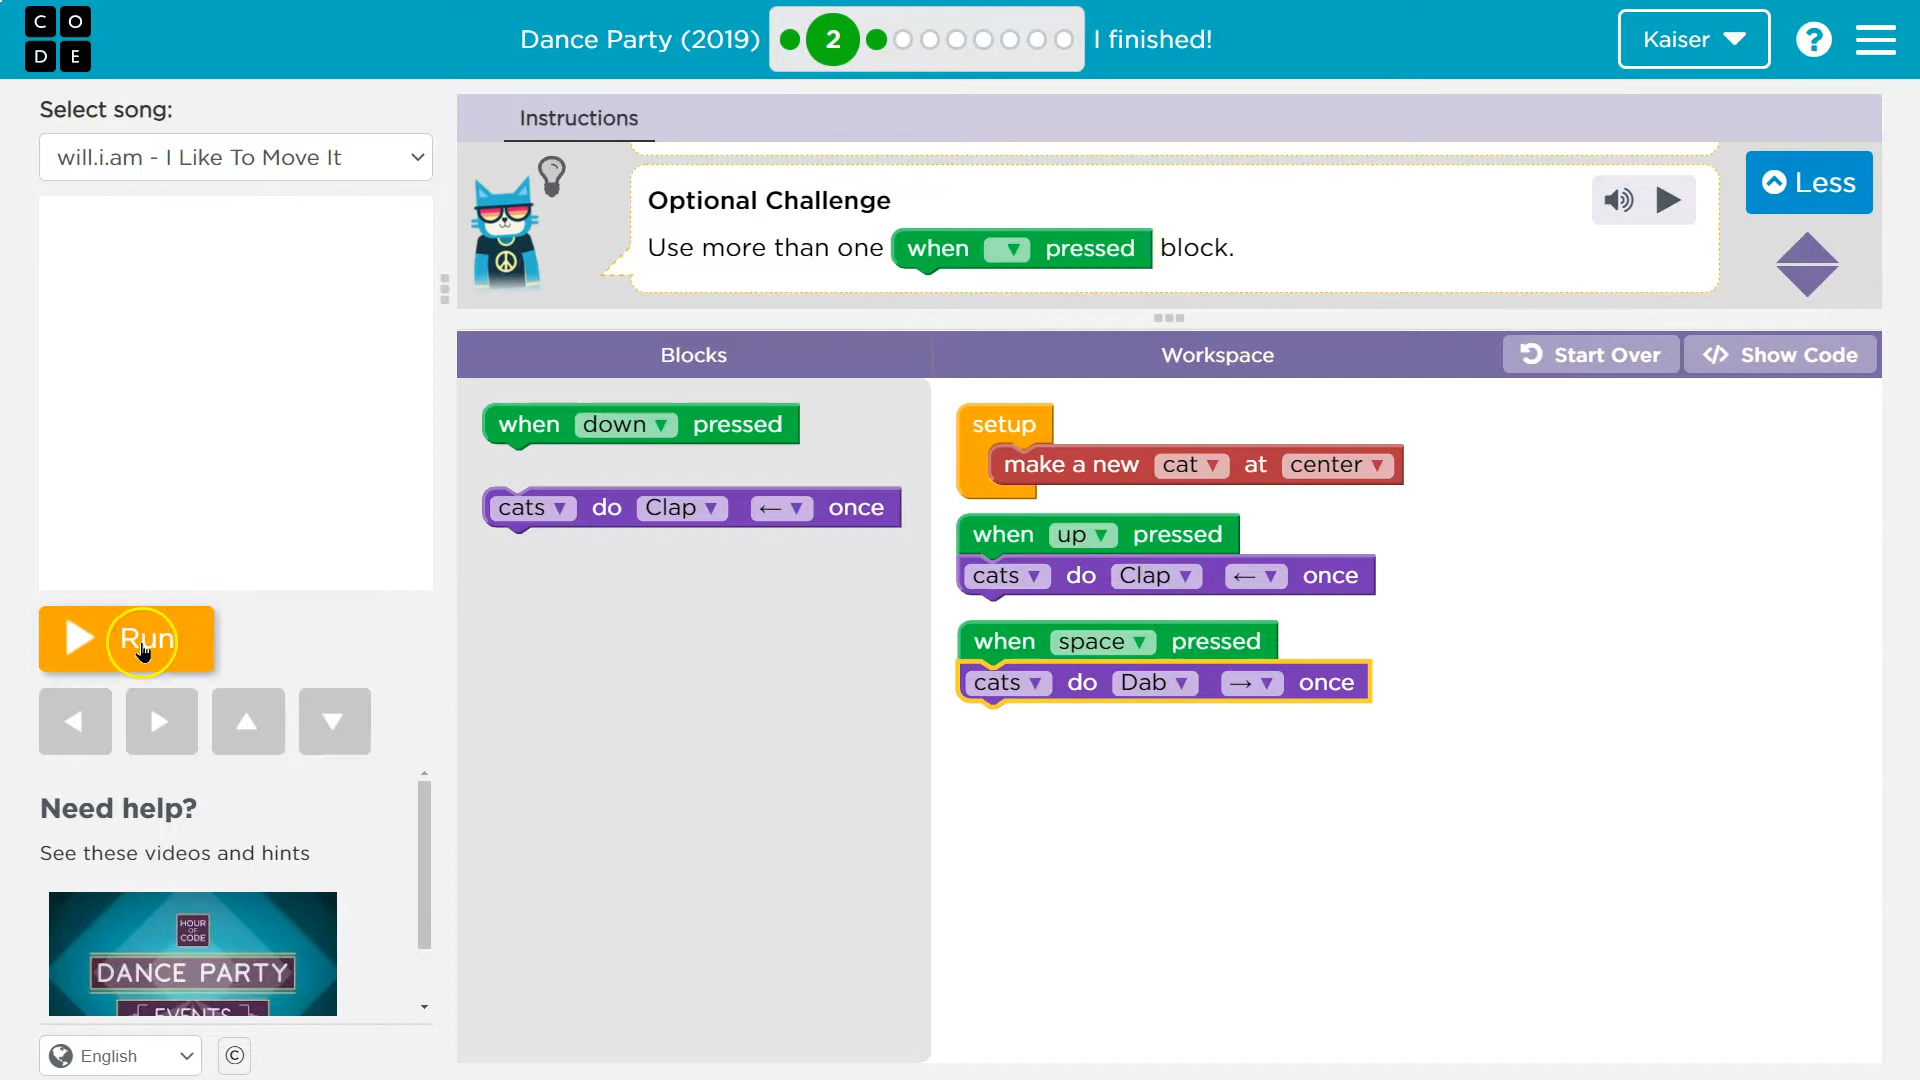 C O
D E
Dance Party (2019)
2
I finished!
Kaiser
?
Select song:
will.i.am - I Like To Move It
Instructions
Optional Challenge
Use more than one when pressed block.
Less
Blocks
Workspace
Start Over
</> Show Code
when down pressed
cats do Clap ← once
setup
make a new cat at center
when up pressed
cats do Clap ← once
when space pressed
cats do Dab → once
Run
Need help?
See these videos and hints
HOUR
OF
CODE
DANCE PARTY
EVENTS
English
©